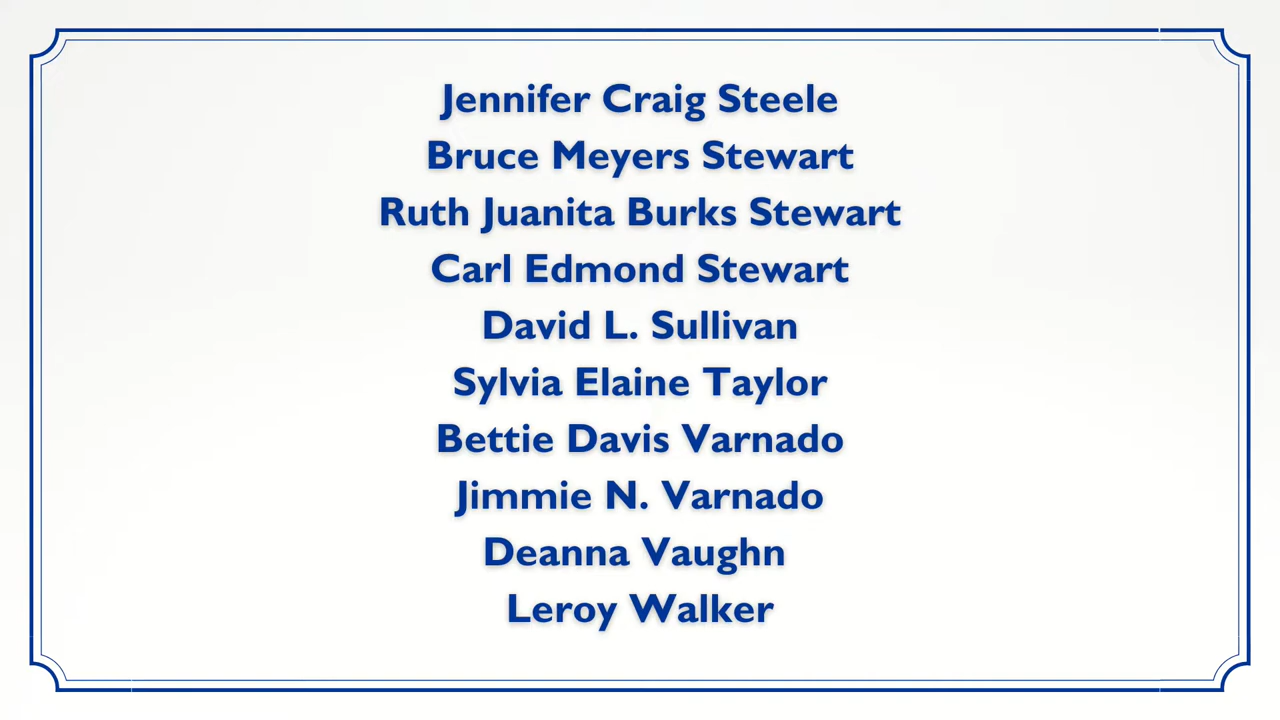 Jennifer Craig Steele
Bruce Meyers Stewart
Ruth Juanita Burks Stewart
Carl Edmond Stewart
David L. Sullivan
Sylvia Elaine Taylor
Bettie Davis Varnado
Jimmie N. Varnado
Deanna Vaughn
Leroy Walker